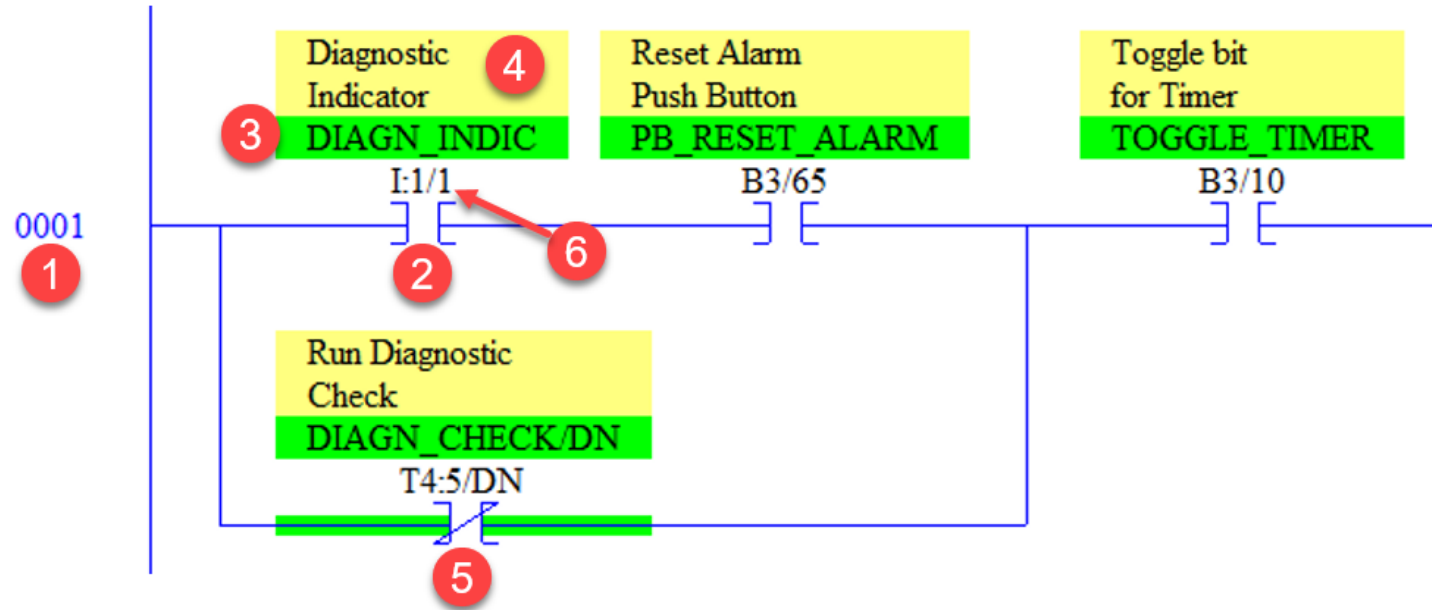 Diagnostic
Indicator
4
3
DIAGN_INDIC
I:1/1
2
6
Reset Alarm
Push Button
PB_RESET_ALARM
B3/65
Toggle bit
for Timer
TOGGLE_TIMER
B3/10
0001
1
Run Diagnostic
Check
DIAGN_CHECK/DN
T4:5/DN
5